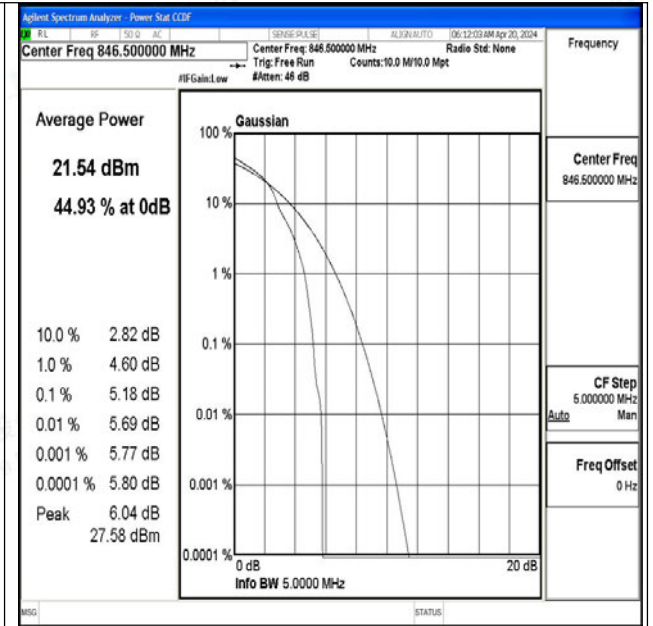 Agilent Spectrum Analyzer - Power Stat CCDF
RL RF 50 Ω AC SENSE:PULSE ALIGN AUTO 06:12:03 AM Apr 20, 2024
Center Freq 846.500000 MHz
Center Freq: 846.500000 MHz Radio Std: None
Trig: Free Run Counts:10.0 M/10.0 Mpt
#IFGain:Low #Atten: 46 dB
Frequency
Average Power
21.54 dBm
44.93 % at 0dB
10.0 % 2.82 dB
1.0 % 4.60 dB
0.1 % 5.18 dB
0.01 % 5.69 dB
0.001 % 5.77 dB
0.0001 % 5.80 dB
Peak 6.04 dB
27.58 dBm
Gaussian
100 %
10 %
1 %
0.1 %
0.01 %
0.001 %
0.0001 %
0 dB 20 dB
Info BW 5.0000 MHz
Center Freq
846.500000 MHz
CF Step
5.000000 MHz
Auto Man
Freq Offset
0 Hz
MSG STATUS